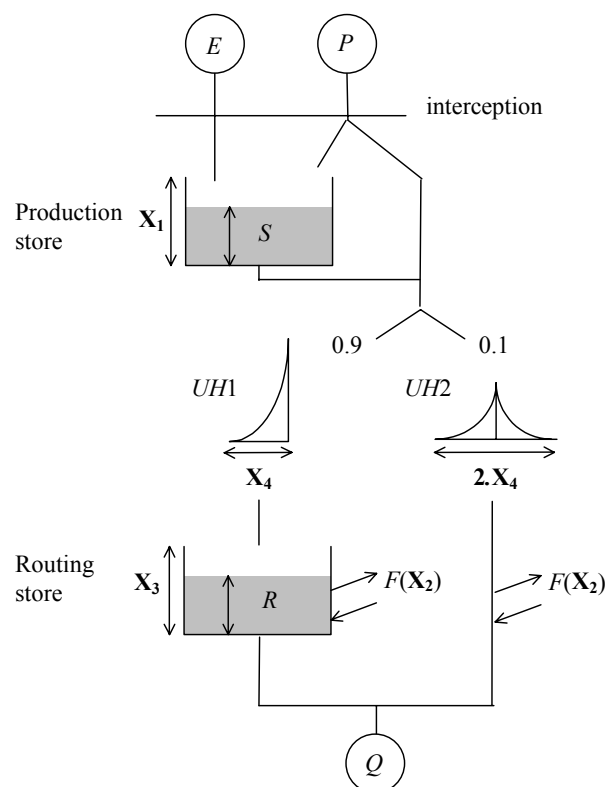 E
P
interception
Production
store
X₁
S
0.9
0.1
UH1
UH2
X₄
2.X₄
Routing
store
X₃
R
F(X₂)
F(X₂)
Q